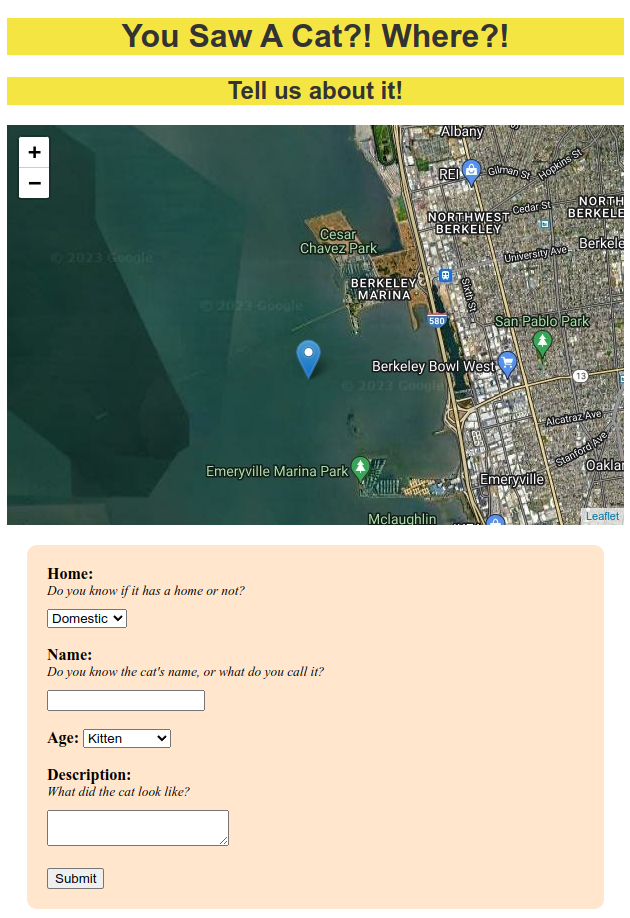 You Saw A Cat?! Where?!
Tell us about it!
+
−
Albany
REI
Gilman St
Hopkins St
Cedar St
NORTHWEST
BERKELEY
NORTH
BERKELE
Berkele
University Ave
Cesar
Chavez Park
© 2023 Google
BERKELEY
MARINA
Sixth St
© 2023 Google
580
San Pablo Park
Berkeley Bowl West
13
© 2023 Google
Alcatraz Ave
Stanford Ave
Emeryville Marina Park
Oaklan
Emeryville
Mclaughlin
Leaflet
Home:
Do you know if it has a home or not?
Domestic
Name:
Do you know the cat's name, or what do you call it?
Age: Kitten
Description:
What did the cat look like?
Submit